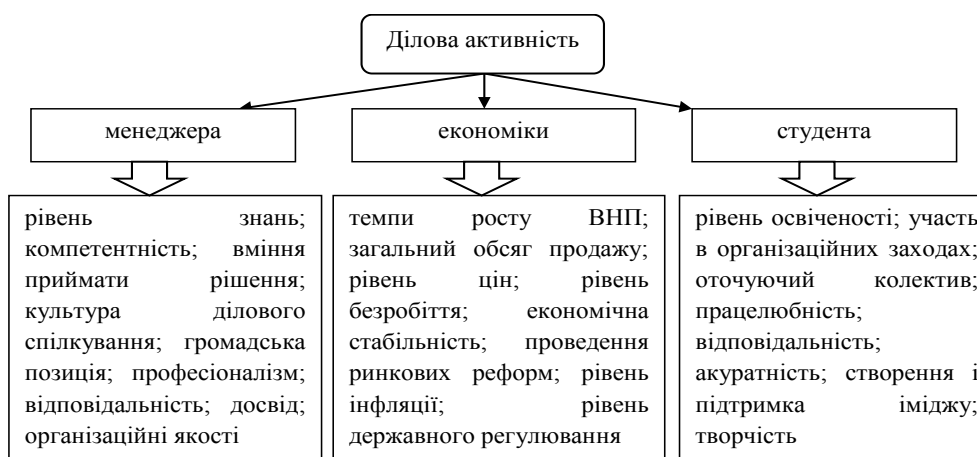 Ділова активність
менеджера
економіки
студента
рівень знань;
компетентність; вміння
приймати рішення;
культура ділового
спілкування; громадська
позиція; професіоналізм;
відповідальність; досвід;
організаційні якості
темпи росту ВНП;
загальний обсяг продажу;
рівень цін; рівень
безробіття; економічна
стабільність; проведення
ринкових реформ; рівень
інфляції; рівень
державного регулювання
рівень освіченості; участь
в організаційних заходах;
оточуючий колектив;
працелюбність;
відповідальність;
акуратність; створення і
підтримка іміджу;
творчість